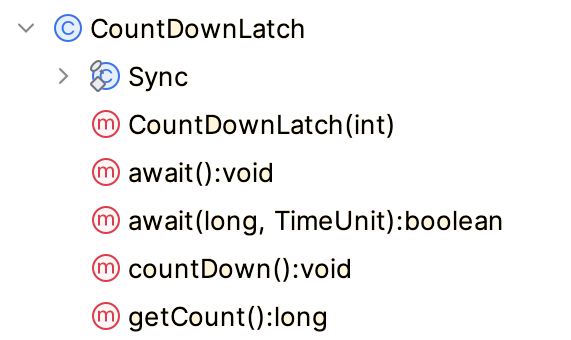 CountDownLatch
Sync
CountDownLatch(int)
await():void
await(long, TimeUnit):boolean
countDown():void
getCount():long